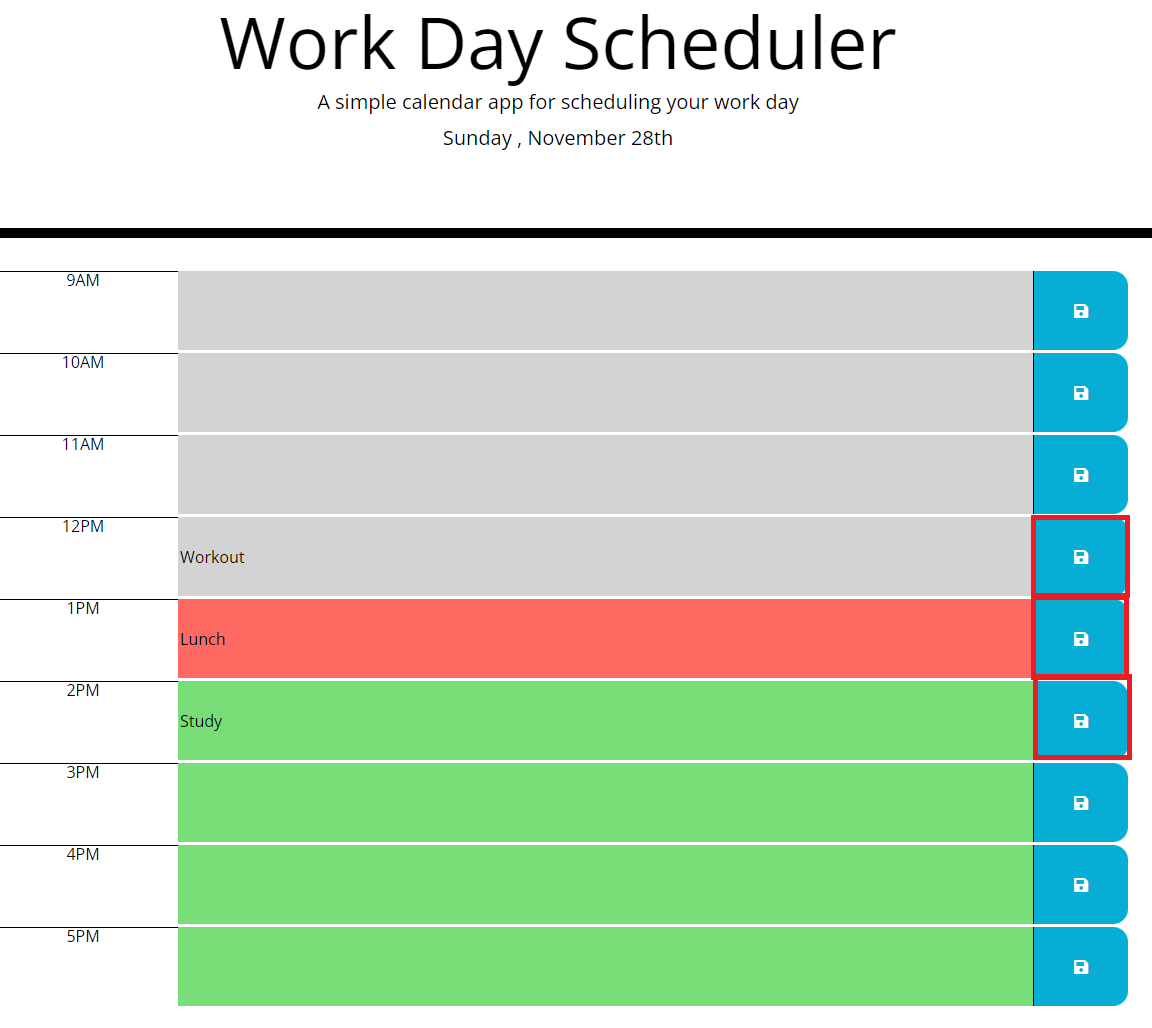 Work Day Scheduler
A simple calendar app for scheduling your work day
Sunday , November 28th
9AM
10AM
11AM
12PM
Workout
1PM
Lunch
2PM
Study
3PM
4PM
5PM